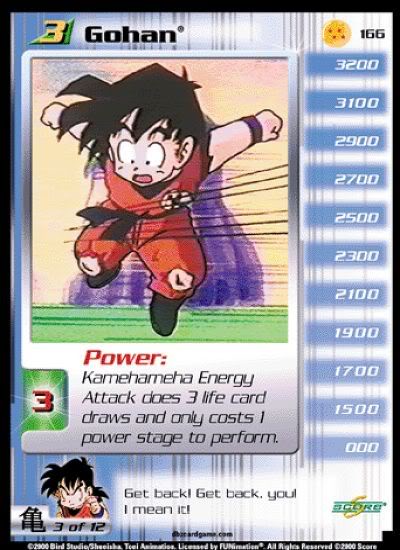 3 Gohan® 166
3200
3100
2900
2700
2500
2300
2100
1900
1700
1500
000
Power:
Kamehameha Energy
Attack does 3 life card
draws and only costs 1
power stage to perform.
3
Get back! Get back, you!
I mean it!
亀 3 of 12
SCORE
dbzcardgame.com
©2000 Bird Studio/Shueisha, Toei Animation. Licensed by FUNimation®. All Rights Reserved ©2000 Score